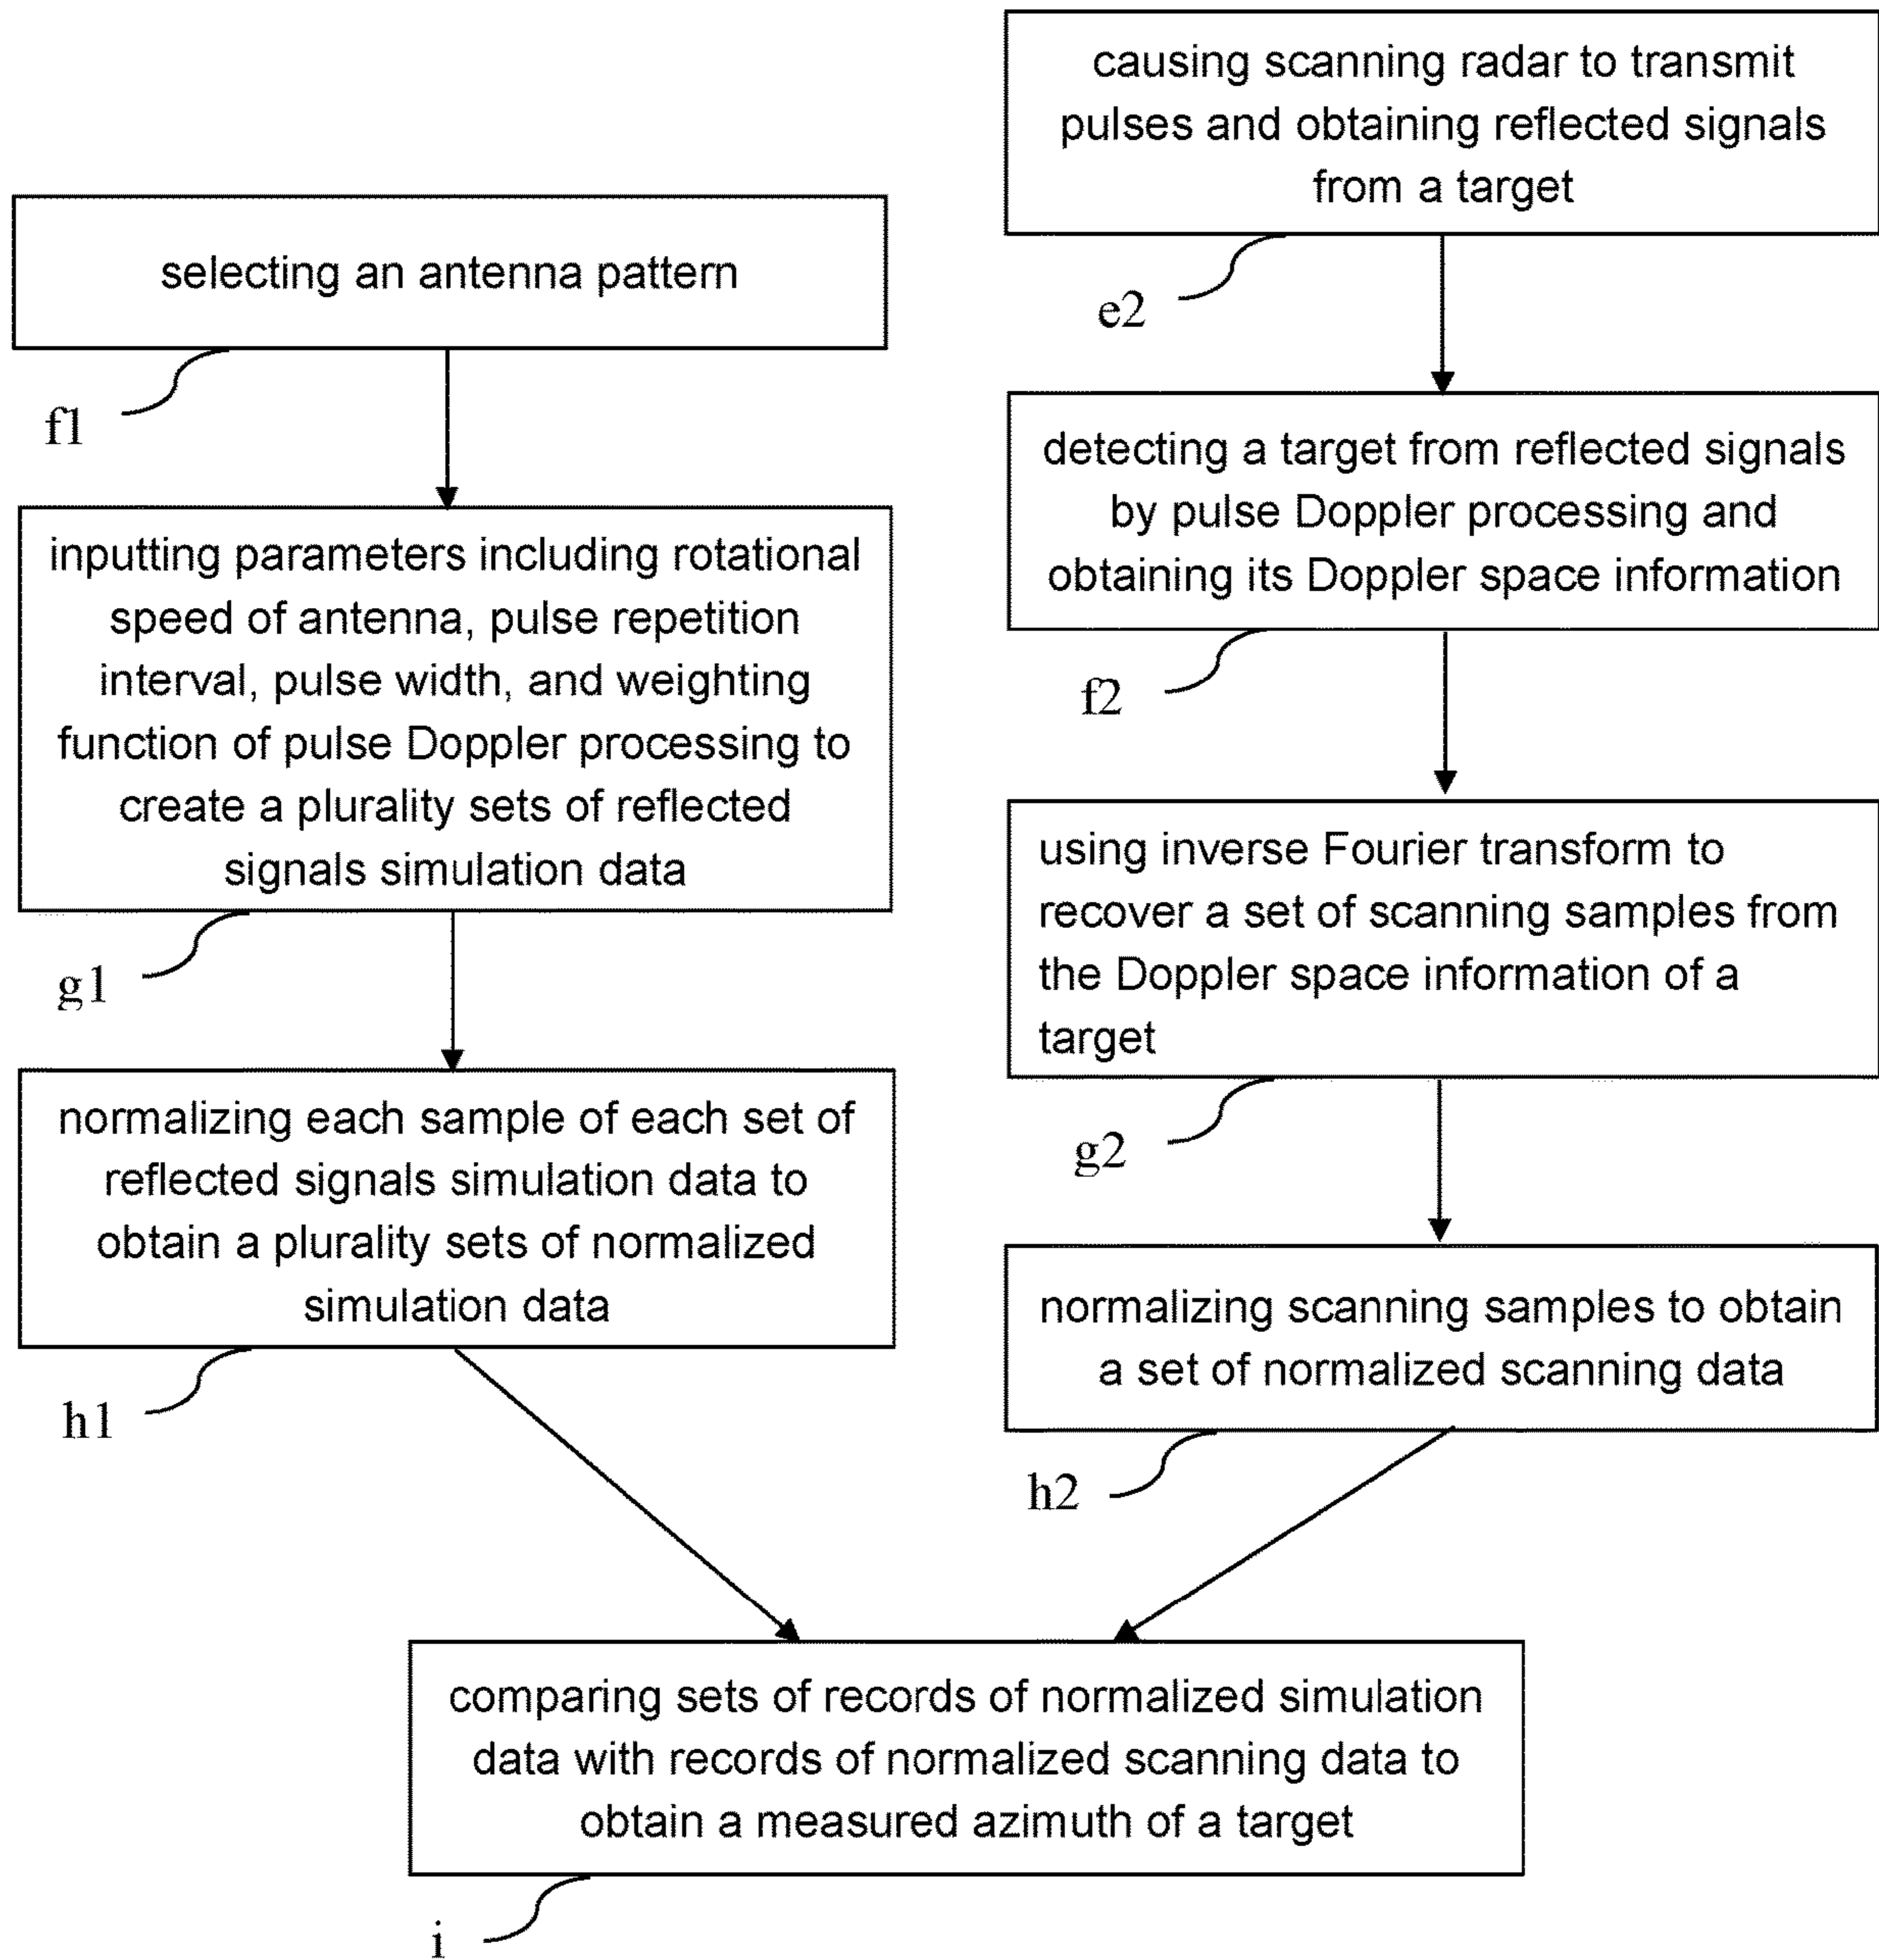 selecting an antenna pattern
f1
inputting parameters including rotational
speed of antenna, pulse repetition
interval, pulse width, and weighting
function of pulse Doppler processing to
create a plurality sets of reflected
signals simulation data
g1
normalizing each sample of each set of
reflected signals simulation data to
obtain a plurality sets of normalized
simulation data
h1
causing scanning radar to transmit
pulses and obtaining reflected signals
from a target
e2
detecting a target from reflected signals
by pulse Doppler processing and
obtaining its Doppler space information
f2
using inverse Fourier transform to
recover a set of scanning samples from
the Doppler space information of a
target
g2
normalizing scanning samples to obtain
a set of normalized scanning data
h2
comparing sets of records of normalized simulation
data with records of normalized scanning data to
obtain a measured azimuth of a target
i